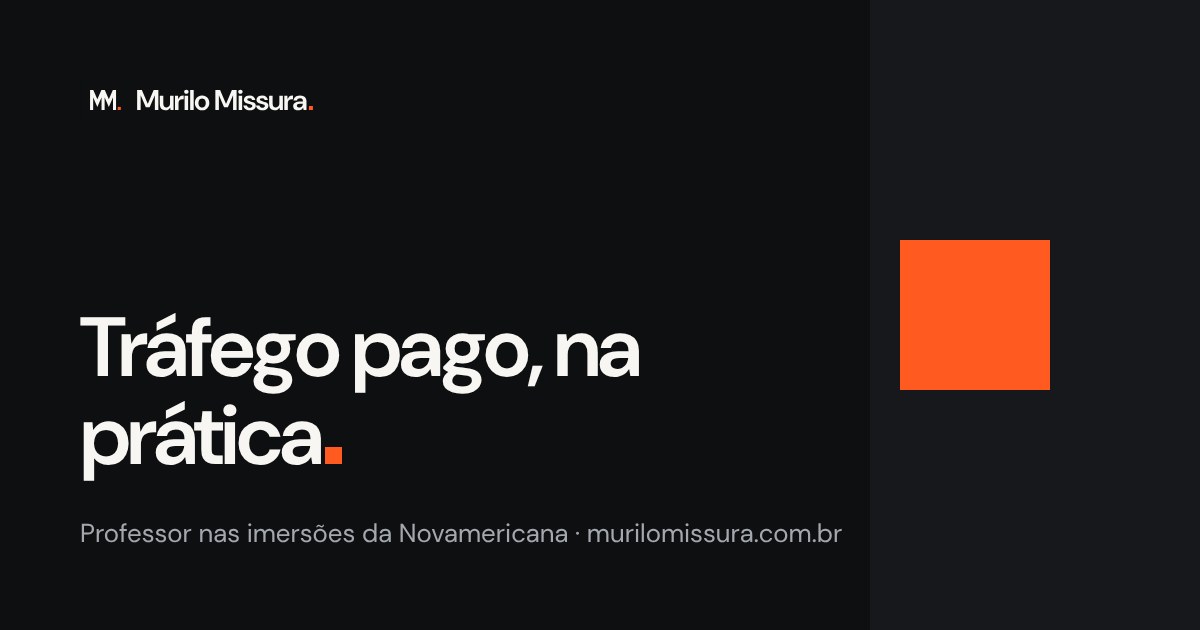 MM. Murilo Missura.
Tráfego pago, na
prática.
Professor nas imersões da Novamericana · murilomissura.com.br